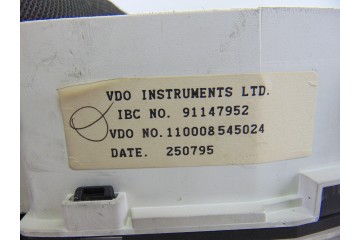 VDO INSTRUMENTS LTD.
IBC NO. 91147952
VDO NO.110008545024
DATE. 250795